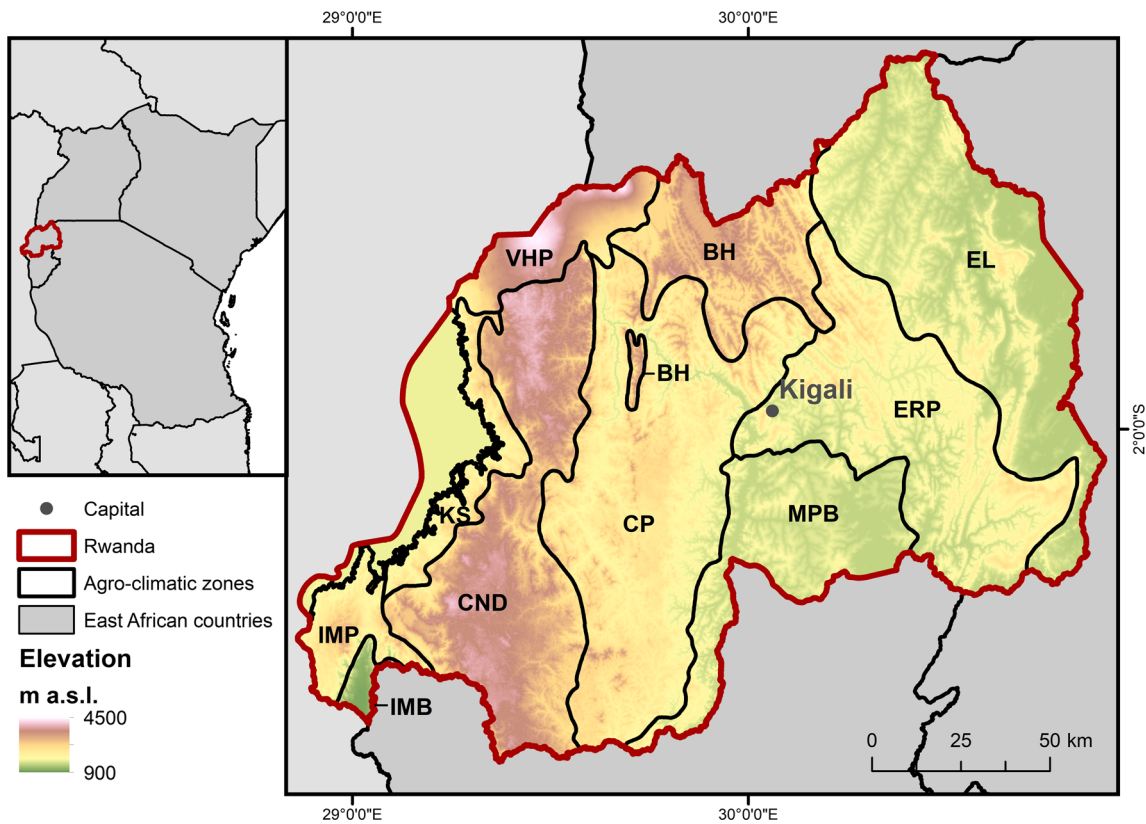 29°0'0"E
30°0'0"E
VHP
BH
EL
BH
Kigali
ERP
2°0'0"S
KS
CP
MPB
CND
IMP
IMB
Capital
Rwanda
Agro-climatic zones
East African countries
Elevation
m a.s.l.
4500
900
0 25 50 km
29°0'0"E
30°0'0"E